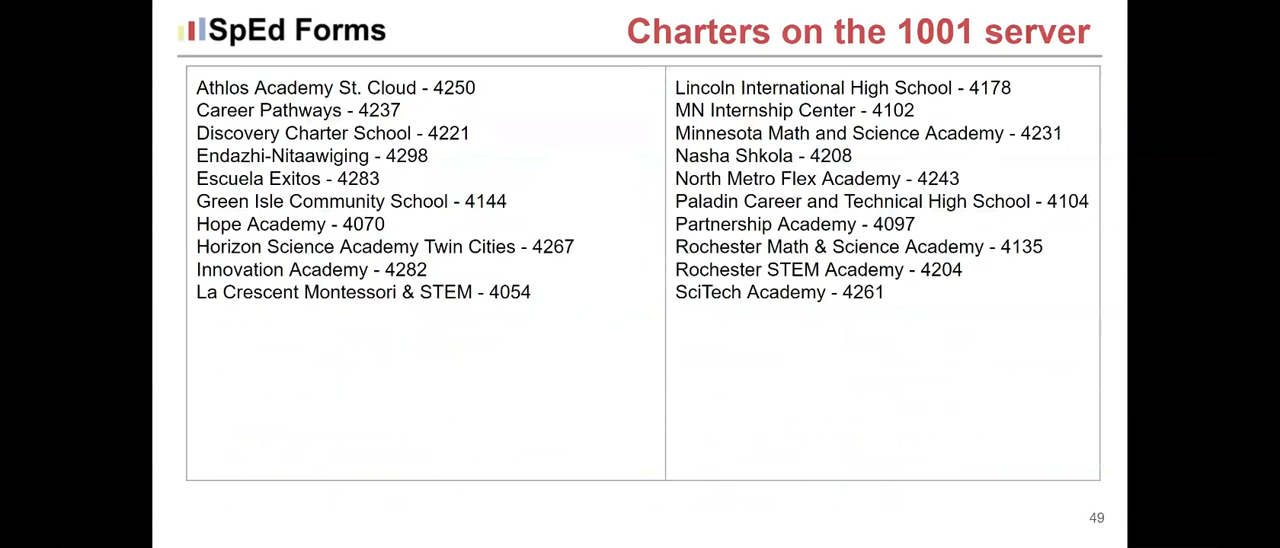 SpEd Forms
Charters on the 1001 server
Athlos Academy St. Cloud - 4250
Career Pathways - 4237
Discovery Charter School - 4221
Endazhi-Nitaawiging - 4298
Escuela Exitos - 4283
Green Isle Community School - 4144
Hope Academy - 4070
Horizon Science Academy Twin Cities - 4267
Innovation Academy - 4282
La Crescent Montessori & STEM - 4054
Lincoln International High School - 4178
MN Internship Center - 4102
Minnesota Math and Science Academy - 4231
Nasha Shkola - 4208
North Metro Flex Academy - 4243
Paladin Career and Technical High School - 4104
Partnership Academy - 4097
Rochester Math & Science Academy - 4135
Rochester STEM Academy - 4204
SciTech Academy - 4261
49